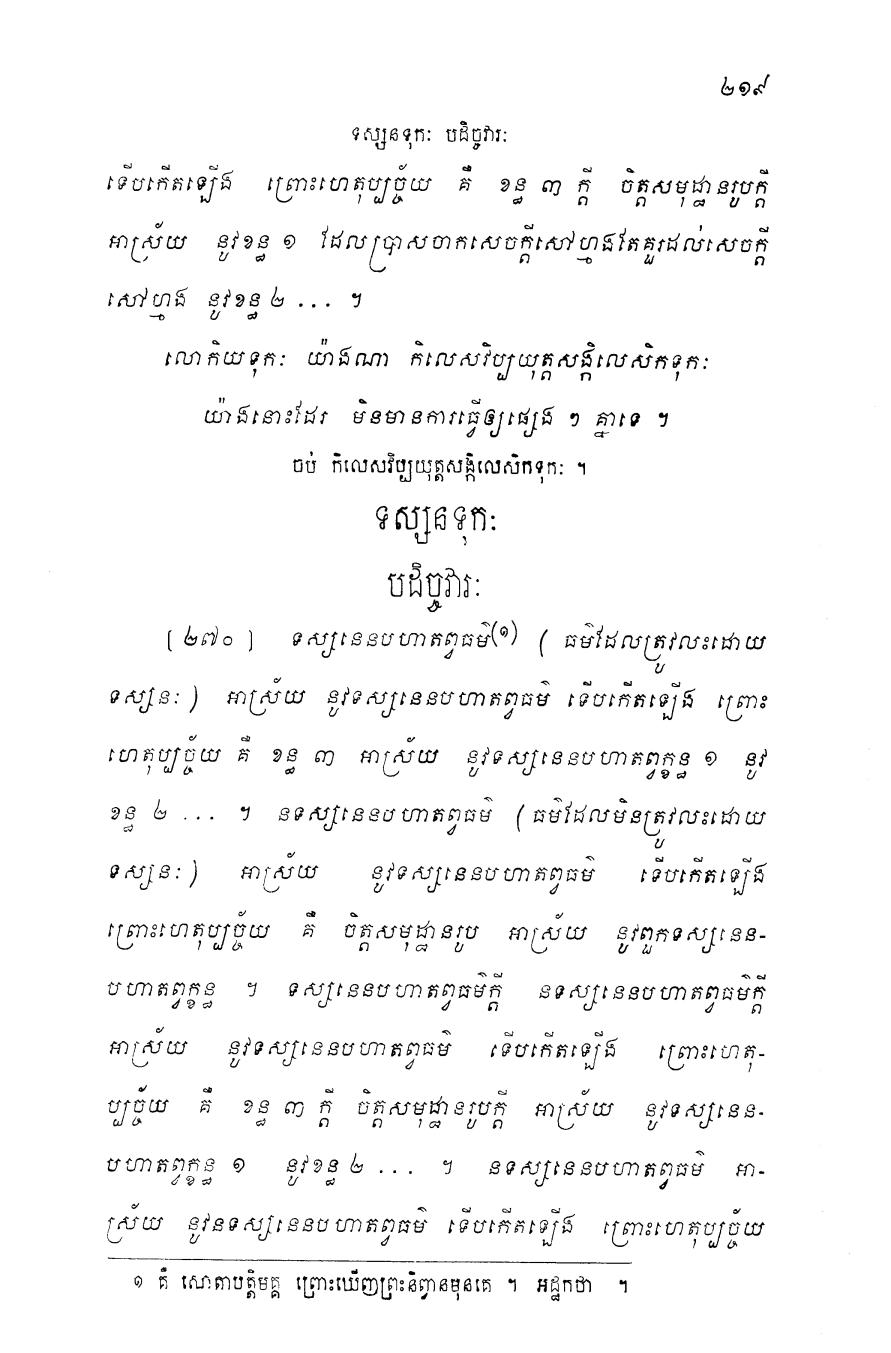 ២១៩
ទស្សនទុកៈ បដិច្ចវារៈ
ទើបកើតឡើង ព្រោះហេតុប្បច្ច័យ គឺ ខន្ធ ៣ ក្តី ចិត្តសមុដ្ឋានរូបក្តី
អាស្រ័យ នូវខន្ធ ១ ដែលប្រាសចាកសេចក្តីសៅហ្មងតែគួរដល់សេចក្តី
សៅហ្មង នូវខន្ធ ២ ... ។
លោកិយទុកៈ យ៉ាងណា កិលេសវិប្បយុត្តសង្កិលេសិកទុកៈ
យ៉ាងនោះដែរ មិនមានការធ្វើឲ្យផ្សេង ៗ គ្នាទេ ។
ចប់ កិលេសវិប្បយុត្តសង្កិលេសិកទុកៈ ។
ទស្សនទុកៈ
បដិច្ចវារៈ
[ ២៧០ ] ទស្សនេនបហាតព្វធម៌(១) ( ធម៌ដែលត្រូវលះដោយ
ទស្សនៈ ) អាស្រ័យ នូវទស្សនេនបហាតព្វធម៌ ទើបកើតឡើង ព្រោះ
ហេតុប្បច្ច័យ គឺ ខន្ធ ៣ អាស្រ័យ នូវទស្សនេនបហាតព្វក្ខន្ធ ១ នូវ
ខន្ធ ២ ... ។ នទស្សនេនបហាតព្វធម៌ ( ធម៌ដែលមិនត្រូវលះដោយ
ទស្សនៈ ) អាស្រ័យ នូវទស្សនេនបហាតព្វធម៌ ទើបកើតឡើង
ព្រោះហេតុប្បច្ច័យ គឺ ចិត្តសមុដ្ឋានរូប អាស្រ័យ នូវពួកទស្សនេន-
បហាតព្វក្ខន្ធ ។ ទស្សនេនបហាតព្វធម៌ក្តី នទស្សនេនបហាតព្វធម៌ក្តី
អាស្រ័យ នូវទស្សនេនបហាតព្វធម៌ ទើបកើតឡើង ព្រោះហេតុ-
ប្បច្ច័យ គឺ ខន្ធ ៣ ក្តី ចិត្តសមុដ្ឋានរូបក្តី អាស្រ័យ នូវទស្សនេន-
បហាតព្វក្ខន្ធ ១ នូវខន្ធ ២ ... ។ នទស្សនេនបហាតព្វធម៌ អា-
ស្រ័យ នូវនទស្សនេនបហាតព្វធម៌ ទើបកើតឡើង ព្រោះហេតុប្បច្ច័យ
១ គឺ សោតាបត្តិមគ្គ ព្រោះឃើញព្រះនិព្វានមុនគេ ។ អដ្ឋកថា ។